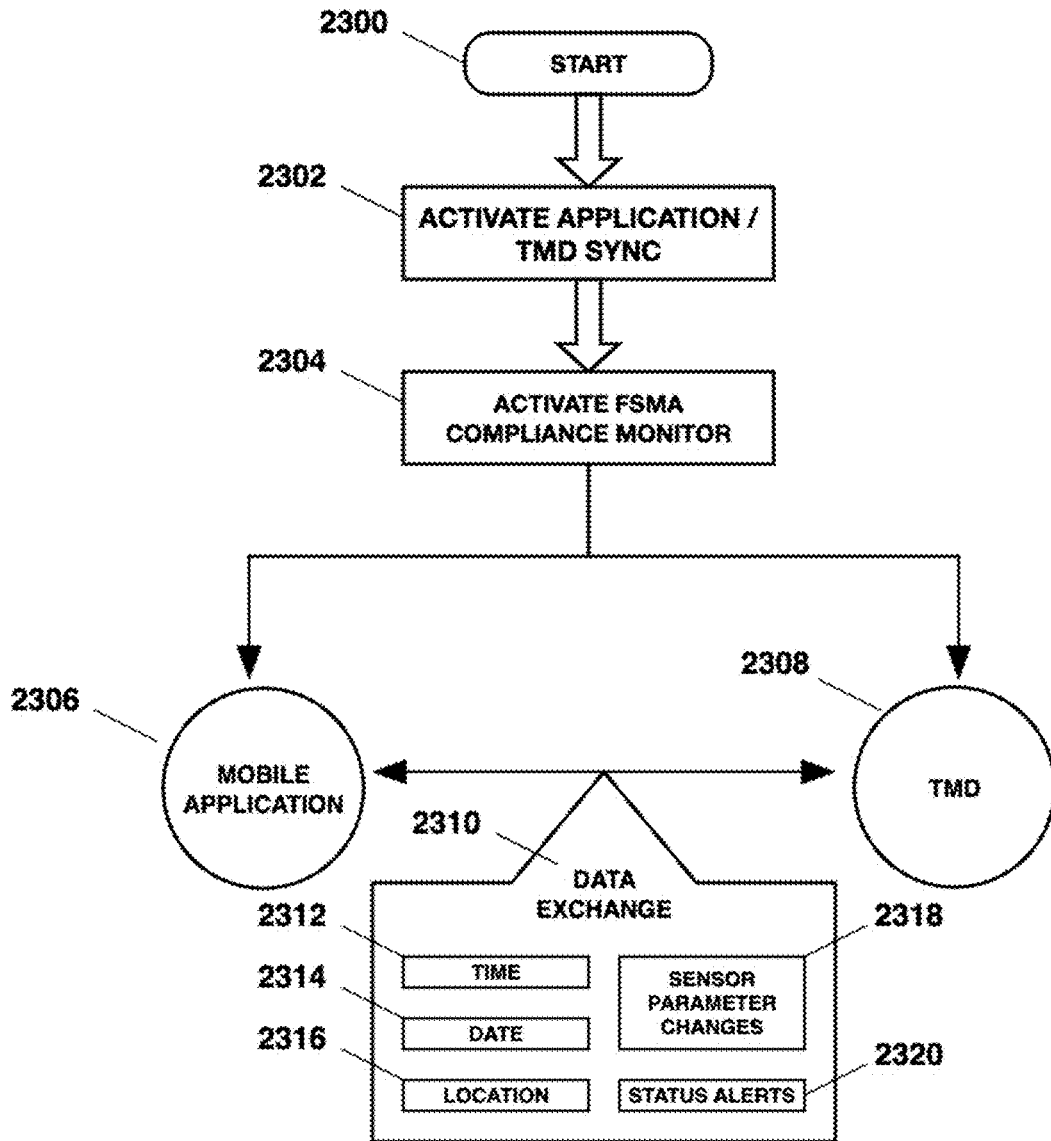 2300
START
2302
ACTIVATE APPLICATION /
TMD SYNC
2304
ACTIVATE FSMA
COMPLIANCE MONITOR
2306
MOBILE
APPLICATION
2308
TMD
2310
DATA
EXCHANGE
2312
TIME
2314
DATE
2316
LOCATION
2318
SENSOR
PARAMETER
CHANGES
2320
STATUS ALERTS